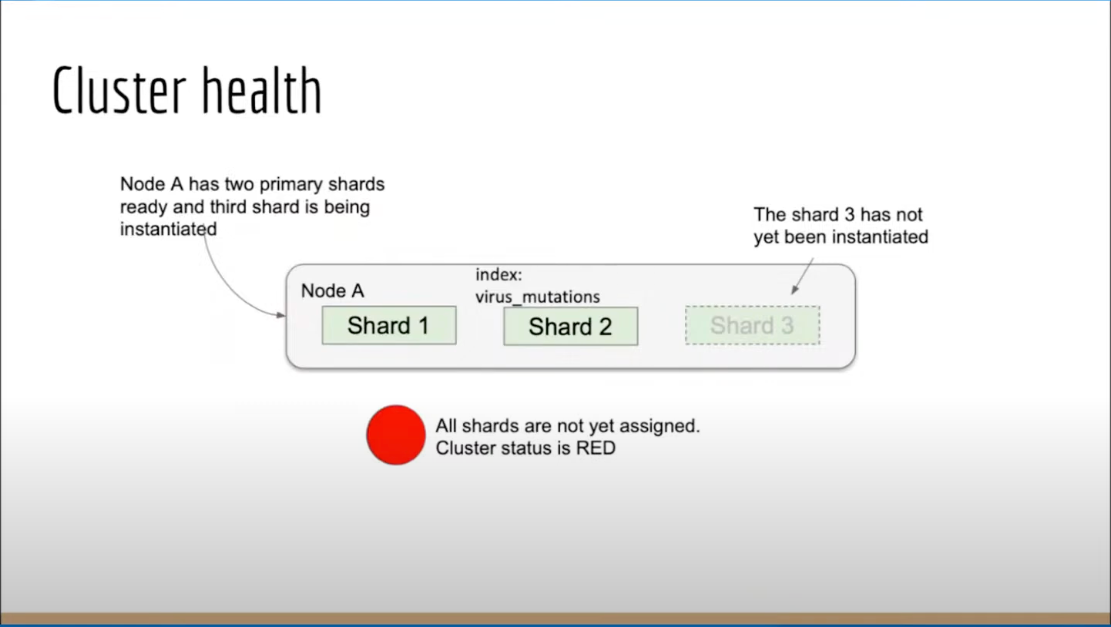 Cluster health
Node A has two primary shards
ready and third shard is being
instantiated
The shard 3 has not
yet been instantiated
Node A
index:
virus_mutations
Shard 1
Shard 2
Shard 3
All shards are not yet assigned.
Cluster status is RED